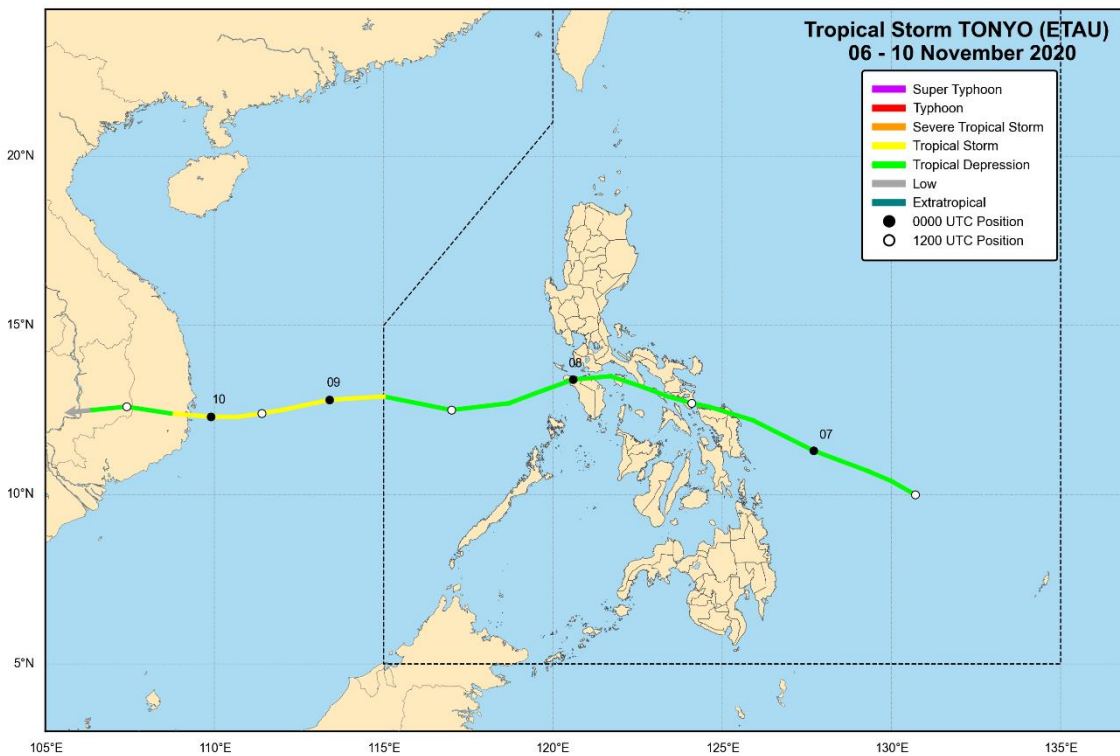 Tropical Storm TONYO (ETAU)
06 - 10 November 2020
Super Typhoon
Typhoon
Severe Tropical Storm
Tropical Storm
Tropical Depression
Low
Extratropical
0000 UTC Position
1200 UTC Position
20°N
15°N
08
09
10
07
10°N
5°N
105°E
110°E
115°E
120°E
125°E
130°E
135°E